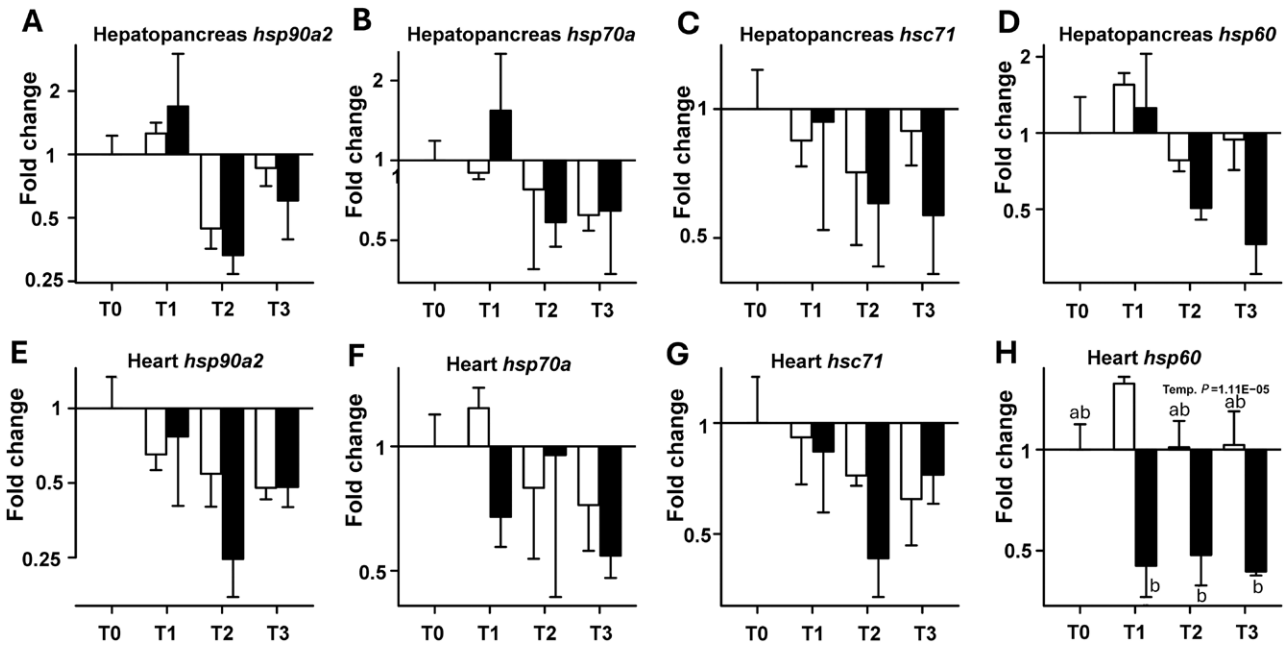 A
Hepatopancreas hsp90a2
Fold change
2
1
0.5
0.25
T0 T1 T2 T3
B
Hepatopancreas hsp70a
Fold change
2
1
1
0.5
T0 T1 T2 T3
C
Hepatopancreas hsc71
Fold change
1
0.5
T0 T1 T2 T3
D
Hepatopancreas hsp60
Fold change
2
1
0.5
T0 T1 T2 T3
E
Heart hsp90a2
Fold change
1
0.5
0.25
T0 T1 T2 T3
F
Heart hsp70a
Fold change
1
0.5
T0 T1 T2 T3
G
Heart hsc71
Fold change
1
0.5
T0 T1 T2 T3
H
Heart hsp60
Temp. P=1.11E−05
Fold change
ab ab ab
1
0.5
b b b
T0 T1 T2 T3